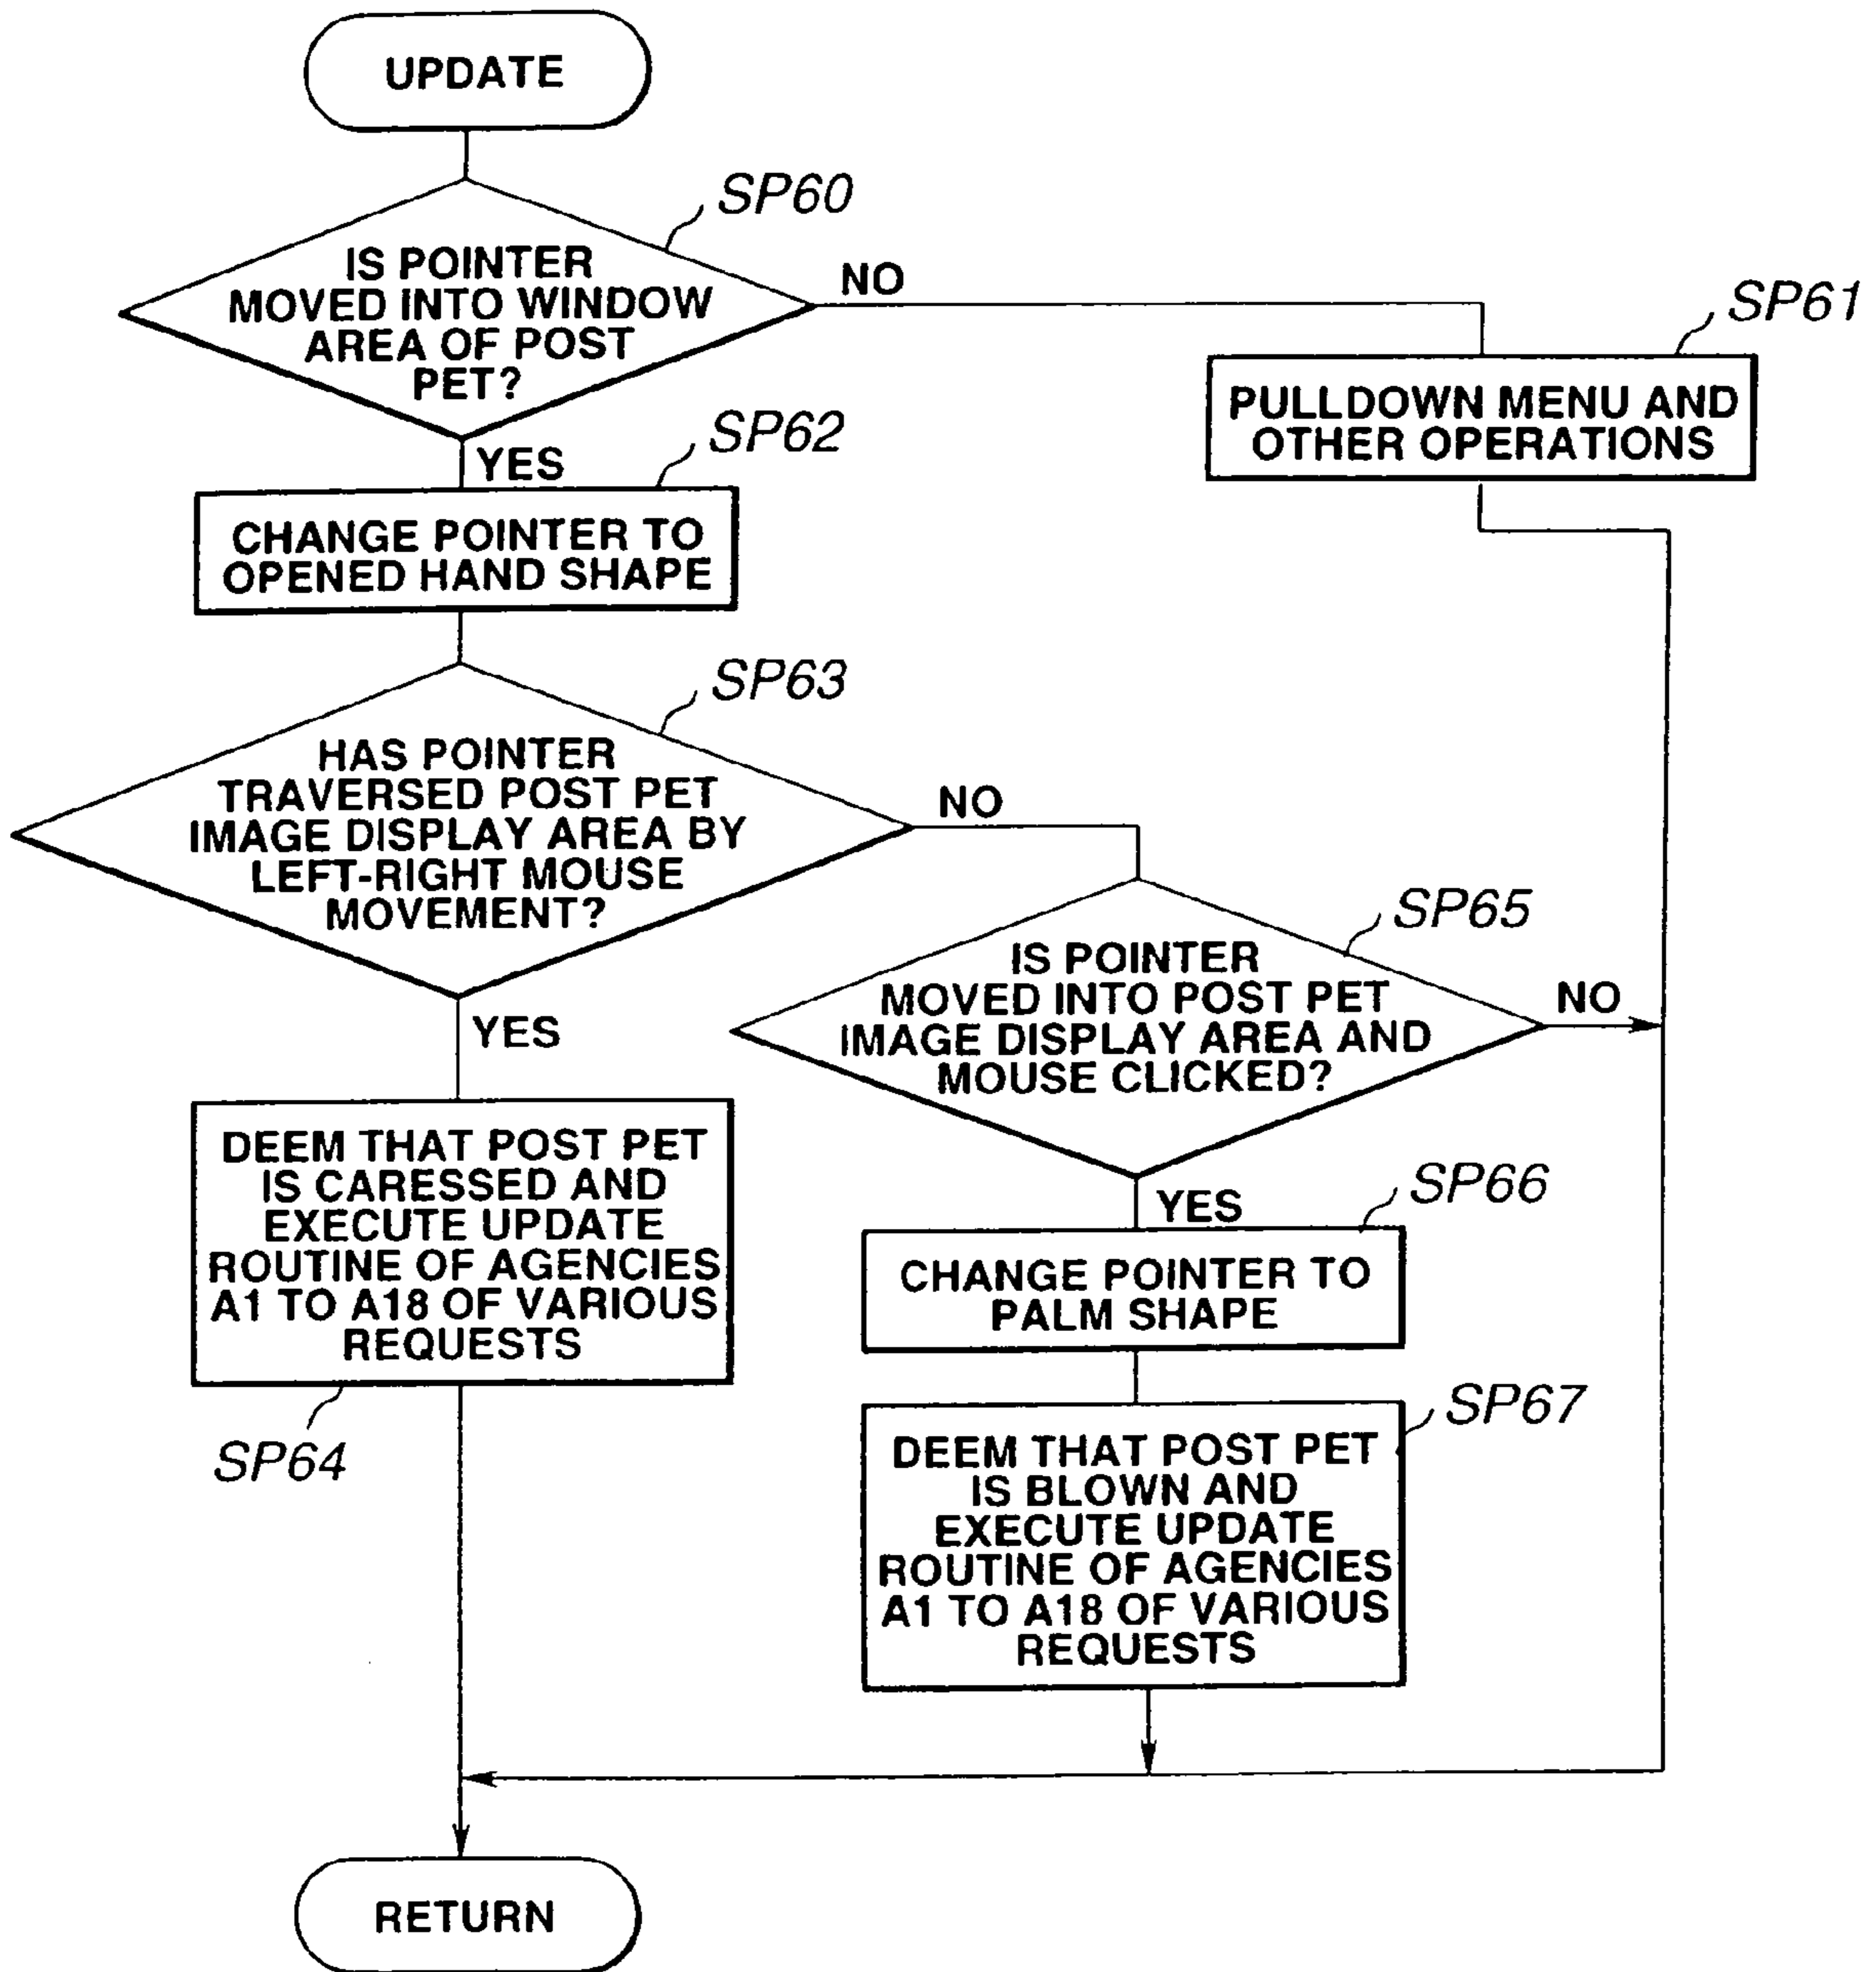 UPDATE
SP60
IS POINTER
MOVED INTO WINDOW
AREA OF POST
PET?
NO
SP61
PULLDOWN MENU AND
OTHER OPERATIONS
YES
SP62
CHANGE POINTER TO
OPENED HAND SHAPE
SP63
HAS POINTER
TRAVERSED POST PET
IMAGE DISPLAY AREA BY
LEFT-RIGHT MOUSE
MOVEMENT?
NO
YES
SP65
IS POINTER
MOVED INTO POST PET
IMAGE DISPLAY AREA AND
MOUSE CLICKED?
NO
DEEM THAT POST PET
IS CARESSED AND
EXECUTE UPDATE
ROUTINE OF AGENCIES
A1 TO A18 OF VARIOUS
REQUESTS
SP64
YES
SP66
CHANGE POINTER TO
PALM SHAPE
SP67
DEEM THAT POST PET
IS BLOWN AND
EXECUTE UPDATE
ROUTINE OF AGENCIES
A1 TO A18 OF VARIOUS
REQUESTS
RETURN